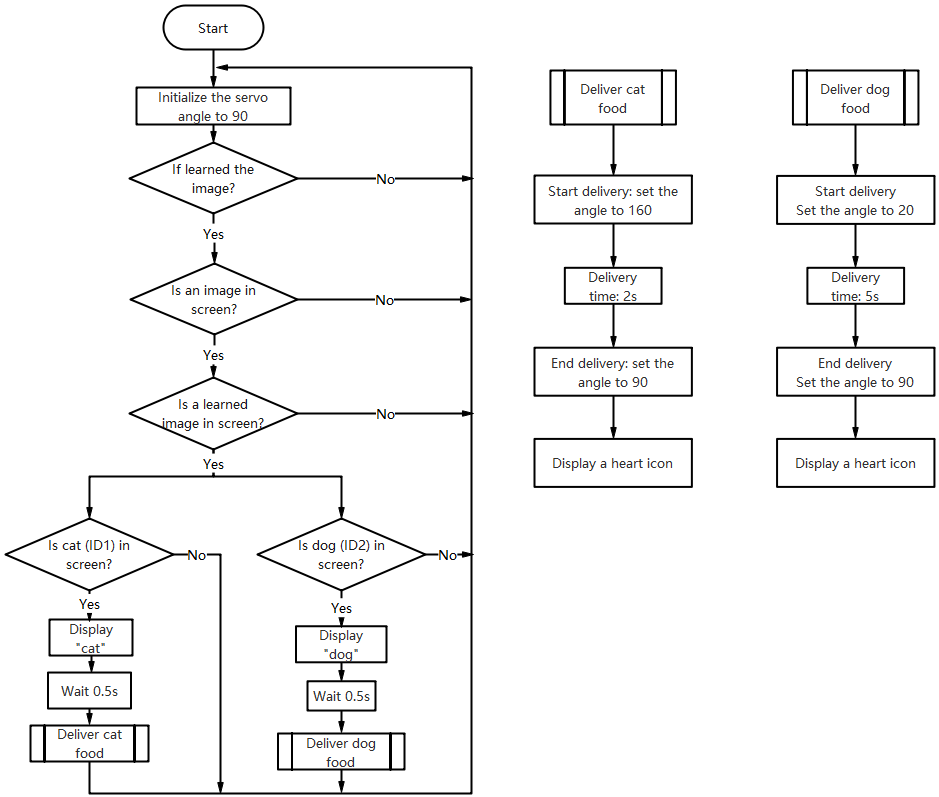 Start
Initialize the servo
angle to 90
If learned the
image?
No
Yes
Is an image in
screen?
No
Yes
Is a learned
image in screen?
No
Yes
Is cat (ID1) in
screen?
No
Yes
Display
"cat"
Wait 0.5s
Deliver cat
food
Is dog (ID2) in
screen?
No
Yes
Display
"dog"
Wait 0.5s
Deliver dog
food
Deliver cat
food
Start delivery: set the
angle to 160
Delivery
time: 2s
End delivery: set the
angle to 90
Display a heart icon
Deliver dog
food
Start delivery
Set the angle to 20
Delivery
time: 5s
End delivery
Set the angle to 90
Display a heart icon